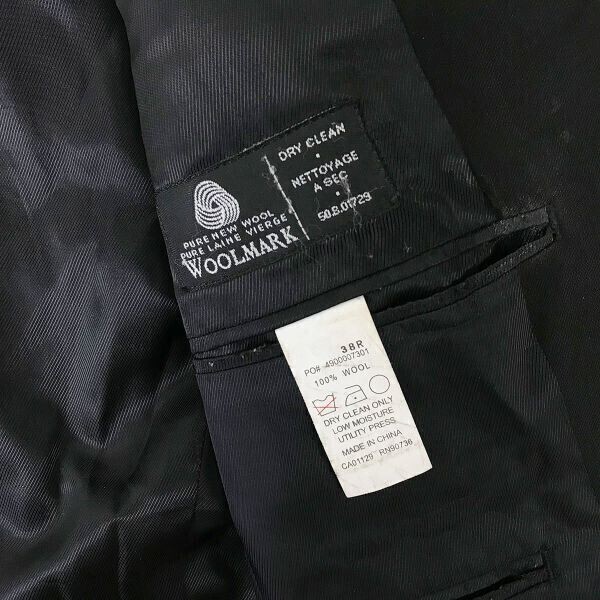 PURE NEW WOOL
PURE LAINE VIERGE
WOOLMARK
DRY CLEAN
•
NETTOYAGE
A SEC
•
50.B.01729
38R
PO# 4900007301
100% WOOL
DRY CLEAN ONLY
LOW MOISTURE
UTILITY PRESS
MADE IN CHINA
CA01129 RN90736